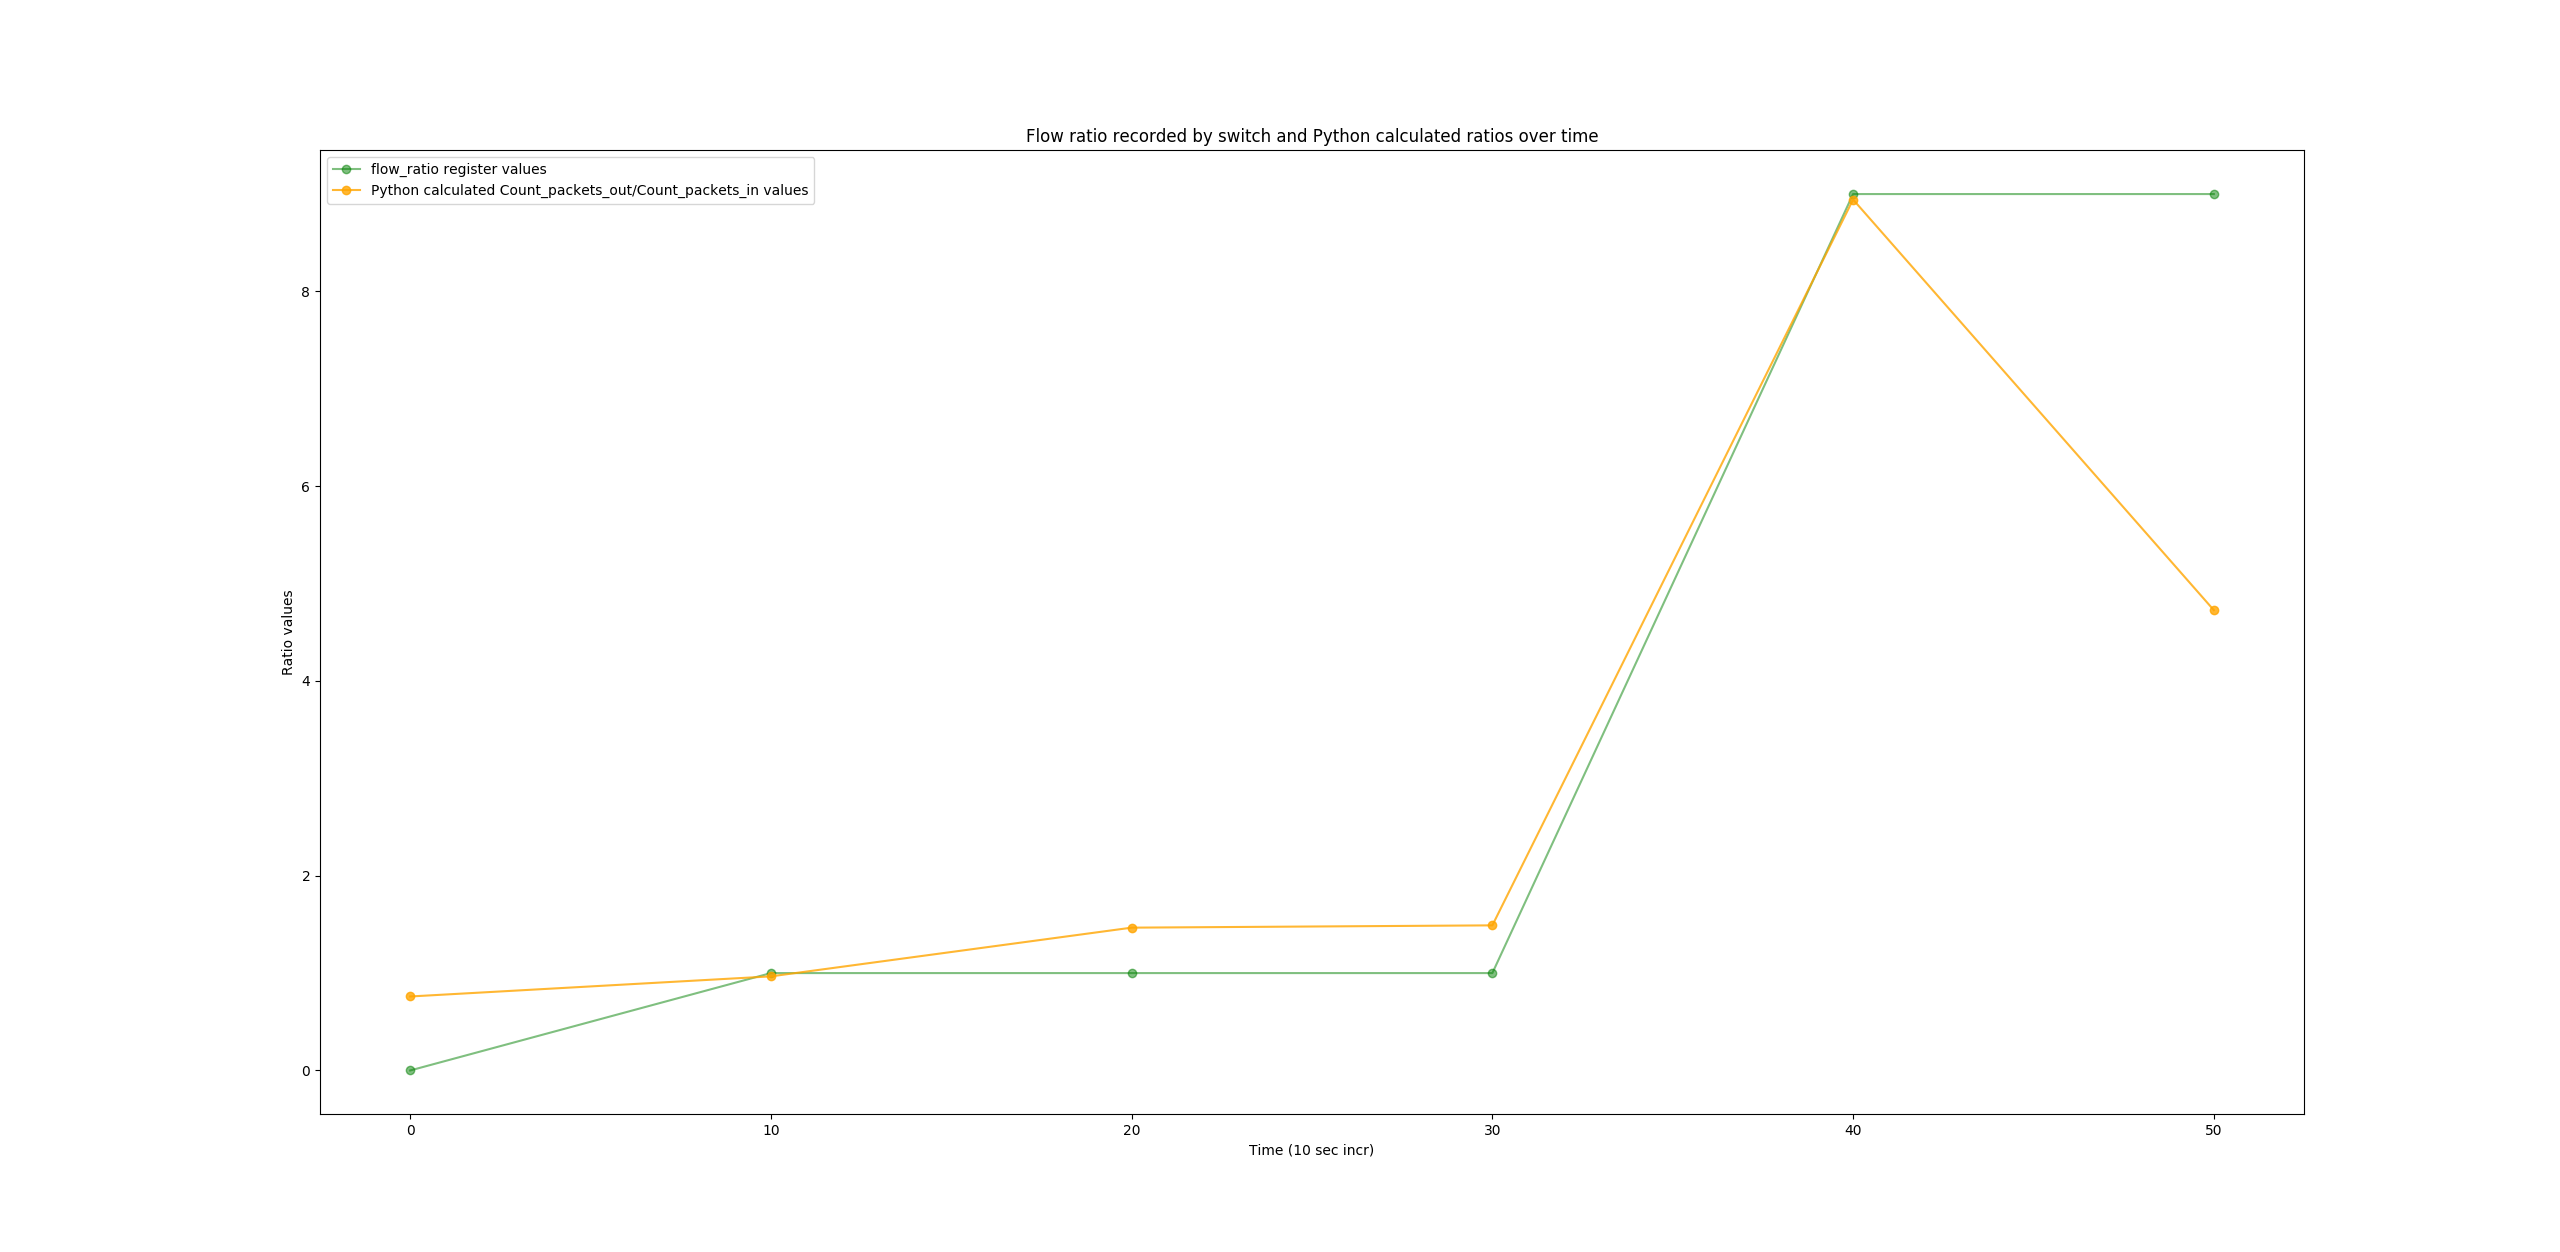 Flow ratio recorded by switch and Python calculated ratios over time
flow_ratio register values
Python calculated Count_packets_out/Count_packets_in values
Ratio values
8
6
4
2
0
0 10 20 30 40 50
Time (10 sec incr)